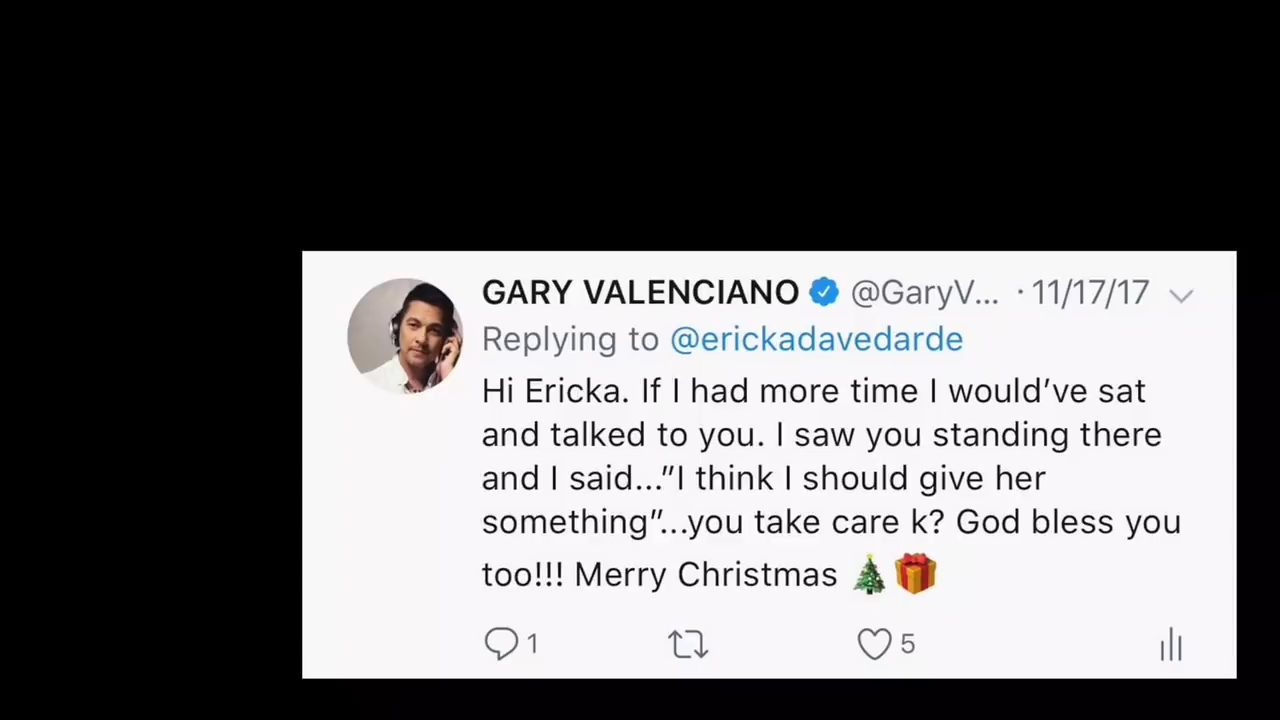 GARY VALENCIANO @GaryV... · 11/17/17
Replying to @erickadavedarde
Hi Ericka. If I had more time I would’ve sat
and talked to you. I saw you standing there
and I said...”I think I should give her
something”...you take care k? God bless you
too!!! Merry Christmas 🎄🎁
1 5